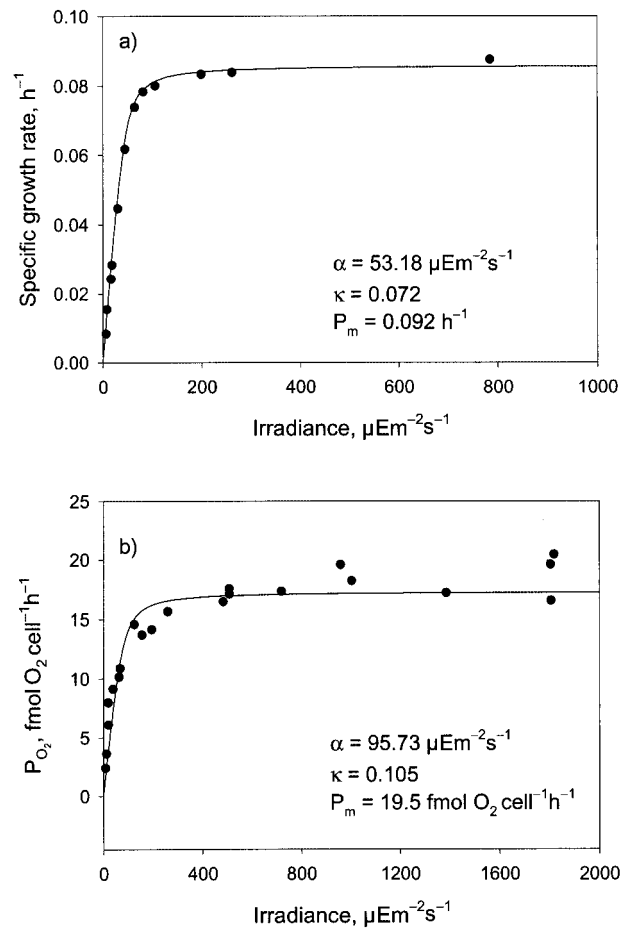 a)
Specific growth rate, h⁻¹
0.10
0.08
0.06
0.04
0.02
0.00
α = 53.18 μEm⁻²s⁻¹
κ = 0.072
Pₘ = 0.092 h⁻¹
0 200 400 600 800 1000
Irradiance, μEm⁻²s⁻¹
b)
P_O₂, fmol O₂ cell⁻¹h⁻¹
25
20
15
10
5
0
α = 95.73 μEm⁻²s⁻¹
κ = 0.105
Pₘ = 19.5 fmol O₂ cell⁻¹h⁻¹
0 400 800 1200 1600 2000
Irradiance, μEm⁻²s⁻¹